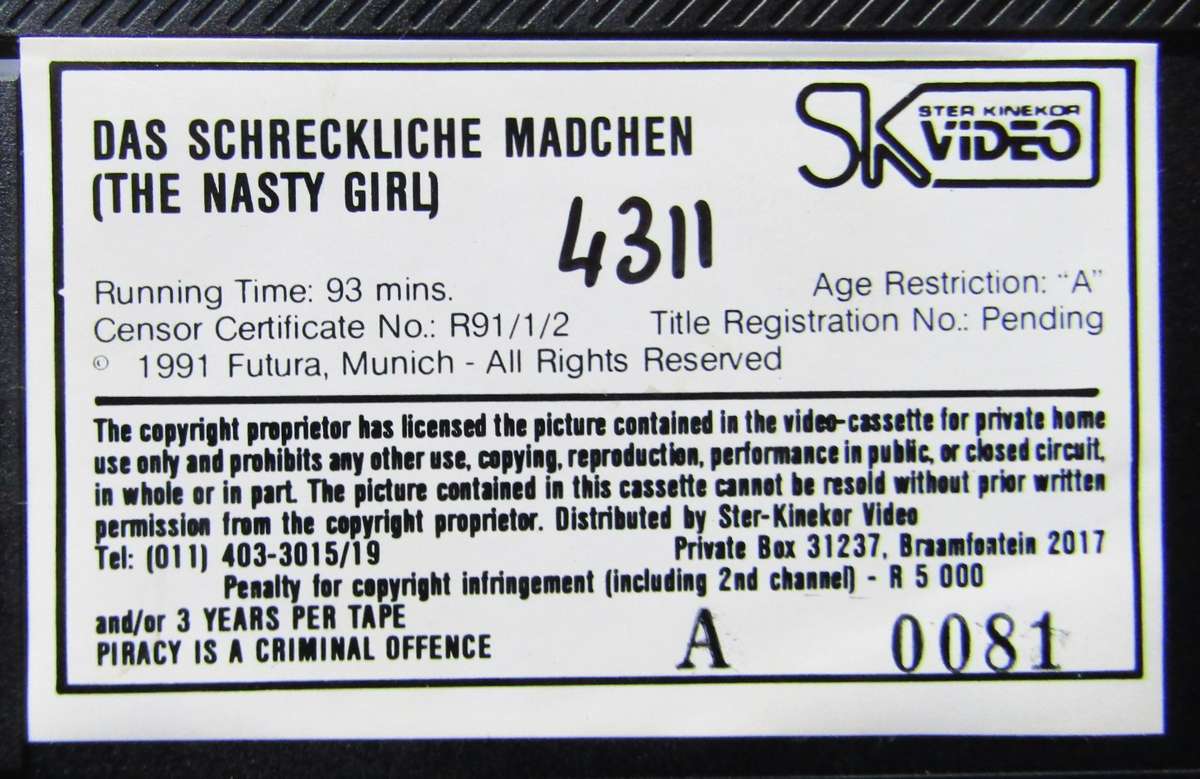 SK STER KINEKOR
VIDEO
DAS SCHRECKLICHE MADCHEN
(THE NASTY GIRL)
4311
Running Time: 93 mins. Age Restriction: "A"
Censor Certificate No.: R91/1/2 Title Registration No.: Pending
© 1991 Futura, Munich - All Rights Reserved
The copyright proprietor has licensed the picture contained in the video-cassette for private home
use only and prohibits any other use, copying, reproduction, performance in public, or closed circuit,
in whole or in part. The picture contained in this cassette cannot be resold without prior written
permission from the copyright proprietor. Distributed by Ster-Kinekor Video
Tel: (011) 403-3015/19 Private Box 31237, Braamfontein 2017
Penalty for copyright infringement (including 2nd channel) - R 5 000
and/or 3 YEARS PER TAPE
PIRACY IS A CRIMINAL OFFENCE A 0081